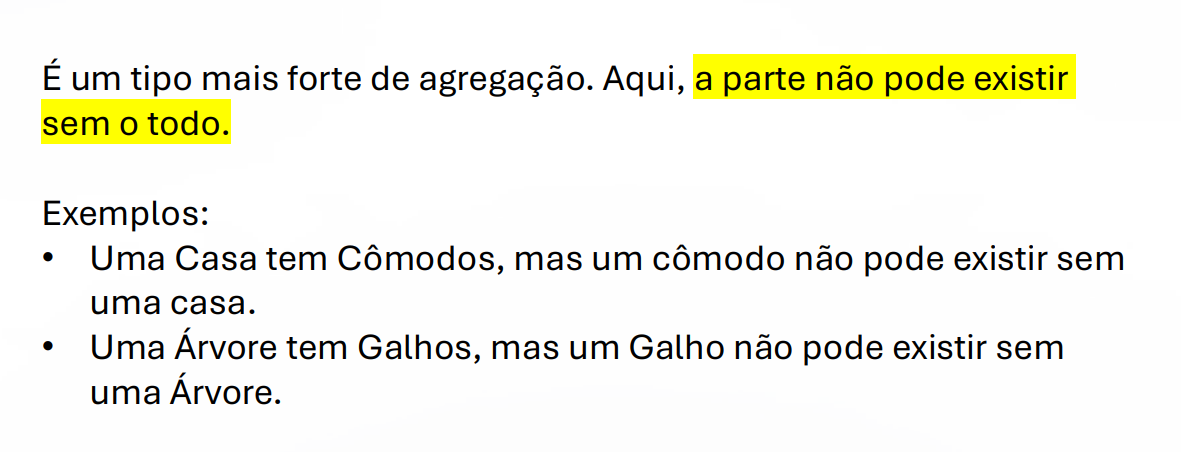 É um tipo mais forte de agregação. Aqui, a parte não pode existir
sem o todo.
Exemplos:
• Uma Casa tem Cômodos, mas um cômodo não pode existir sem
uma casa.
• Uma Árvore tem Galhos, mas um Galho não pode existir sem
uma Árvore.